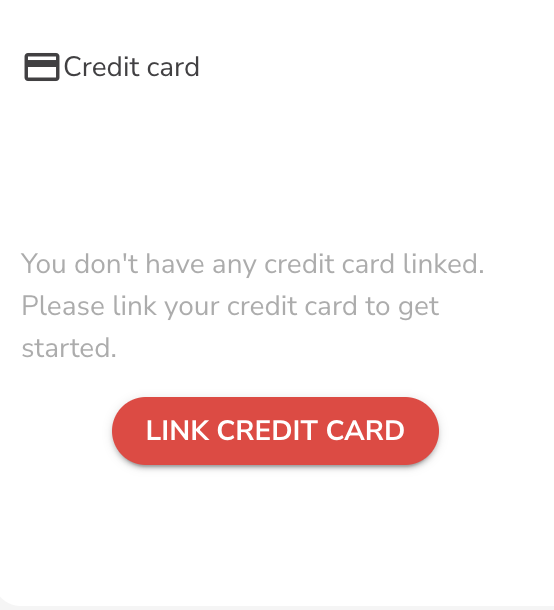 Credit card
You don't have any credit card linked.
Please link your credit card to get
started.
LINK CREDIT CARD